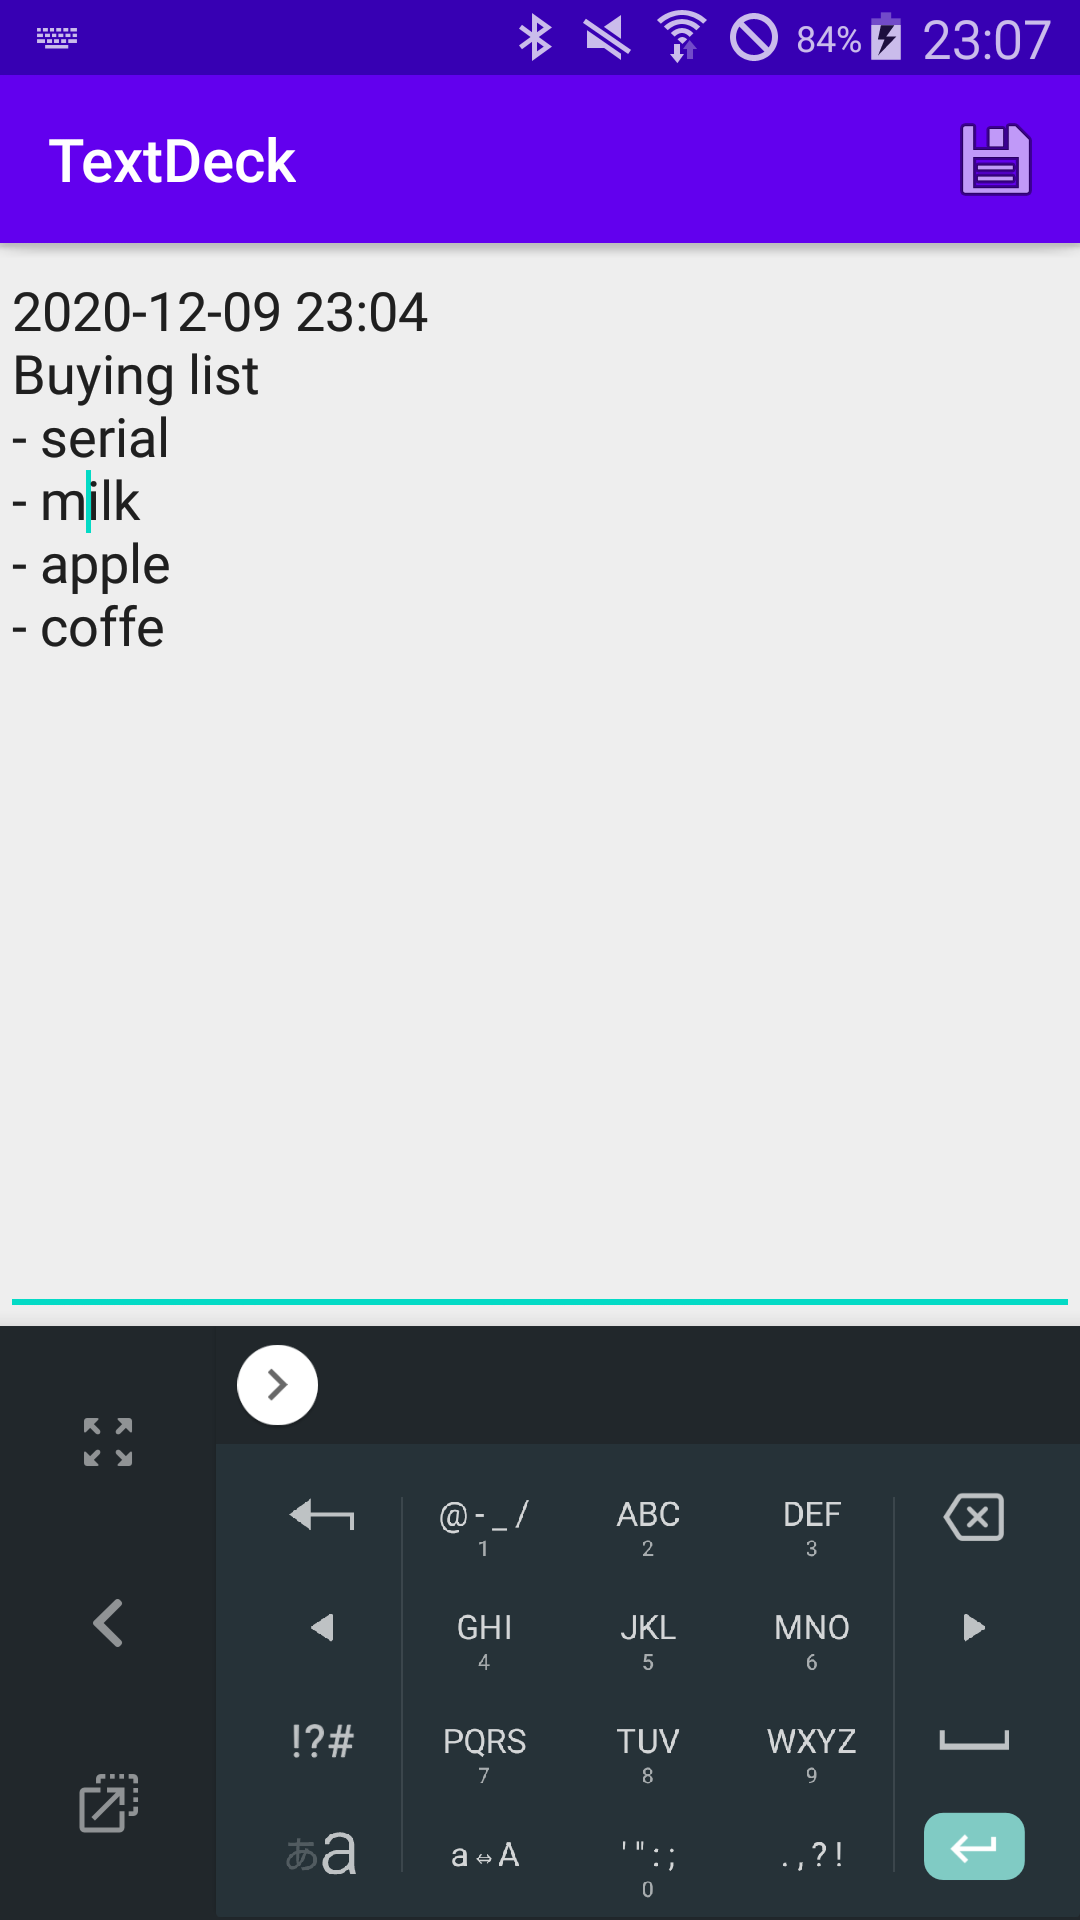 84% 23:07
TextDeck
2020-12-09 23:04
Buying list
- serial
- milk
- apple
- coffe
@-_/ ABC DEF
1 2 3
GHI JKL MNO
4 5 6
!?# PQRS TUV WXYZ
7 8 9
あa a⇔A '":; .,?!
0